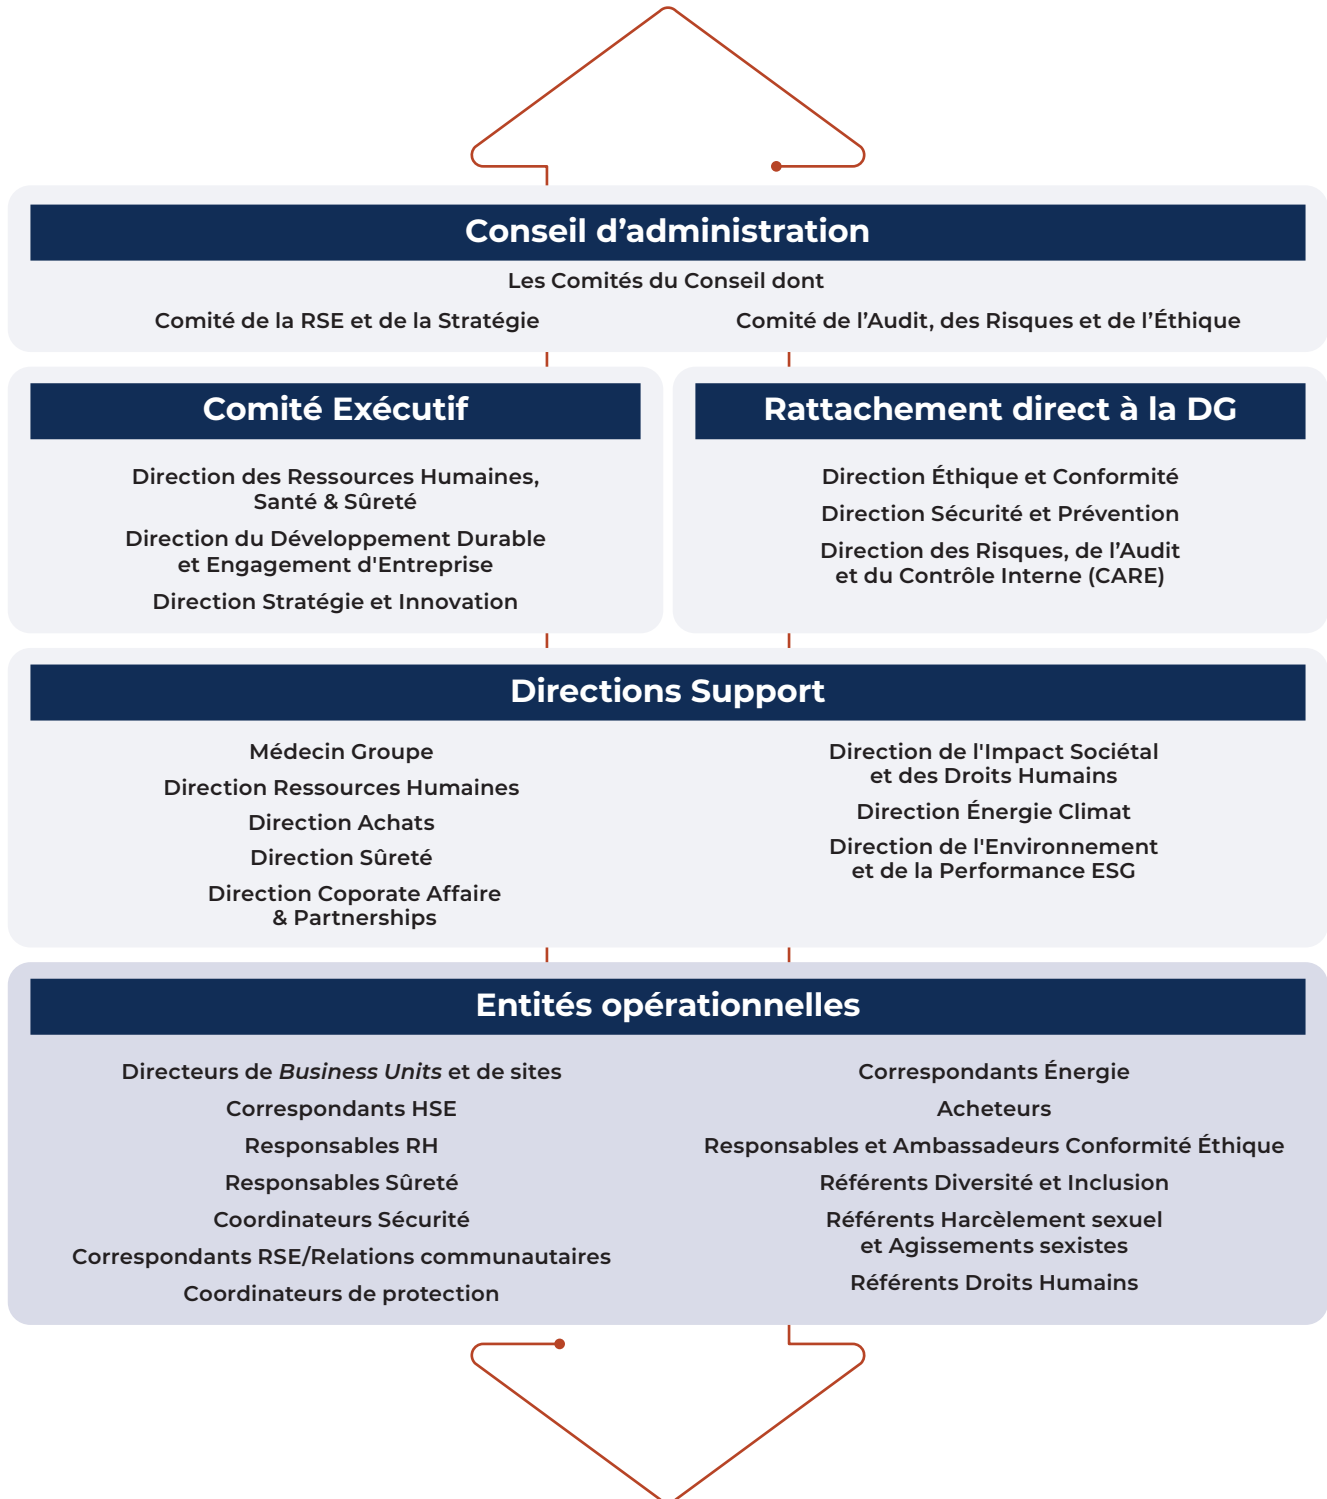 Conseil d’administration
Les Comités du Conseil dont
Comité de la RSE et de la Stratégie
Comité de l’Audit, des Risques et de l’Éthique
Comité Exécutif
Direction des Ressources Humaines,
Santé & Sûreté
Direction du Développement Durable
et Engagement d'Entreprise
Direction Stratégie et Innovation
Rattachement direct à la DG
Direction Éthique et Conformité
Direction Sécurité et Prévention
Direction des Risques, de l’Audit
et du Contrôle Interne (CARE)
Directions Support
Médecin Groupe
Direction Ressources Humaines
Direction Achats
Direction Sûreté
Direction Coporate Affaire
& Partnerships
Direction de l'Impact Sociétal
et des Droits Humains
Direction Énergie Climat
Direction de l'Environnement
et de la Performance ESG
Entités opérationnelles
Directeurs de Business Units et de sites
Correspondants HSE
Responsables RH
Responsables Sûreté
Coordinateurs Sécurité
Correspondants RSE/Relations communautaires
Coordinateurs de protection
Correspondants Énergie
Acheteurs
Responsables et Ambassadeurs Conformité Éthique
Référents Diversité et Inclusion
Référents Harcèlement sexuel
et Agissements sexistes
Référents Droits Humains